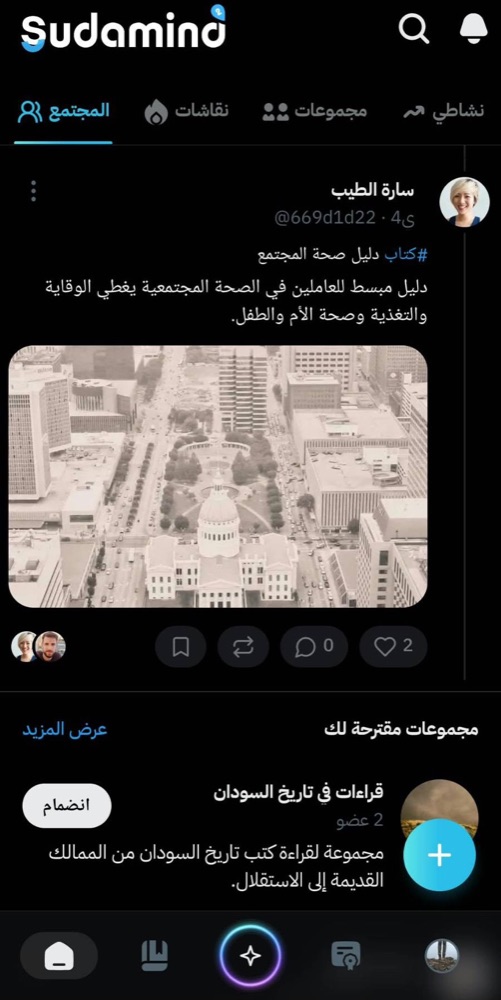 Sudamind
المجتمع
نقاشات
مجموعات
نشاطي
سارة الطيب
@669d1d22 · 4ي
#كتاب دليل صحة المجتمع
دليل مبسط للعاملين في الصحة المجتمعية يغطي الوقاية
والتغذية وصحة الأم والطفل.
0
2
مجموعات مقترحة لك
عرض المزيد
قراءات في تاريخ السودان
2 عضو
انضمام
مجموعة لقراءة كتب تاريخ السودان من الممالك
القديمة إلى الاستقلال.